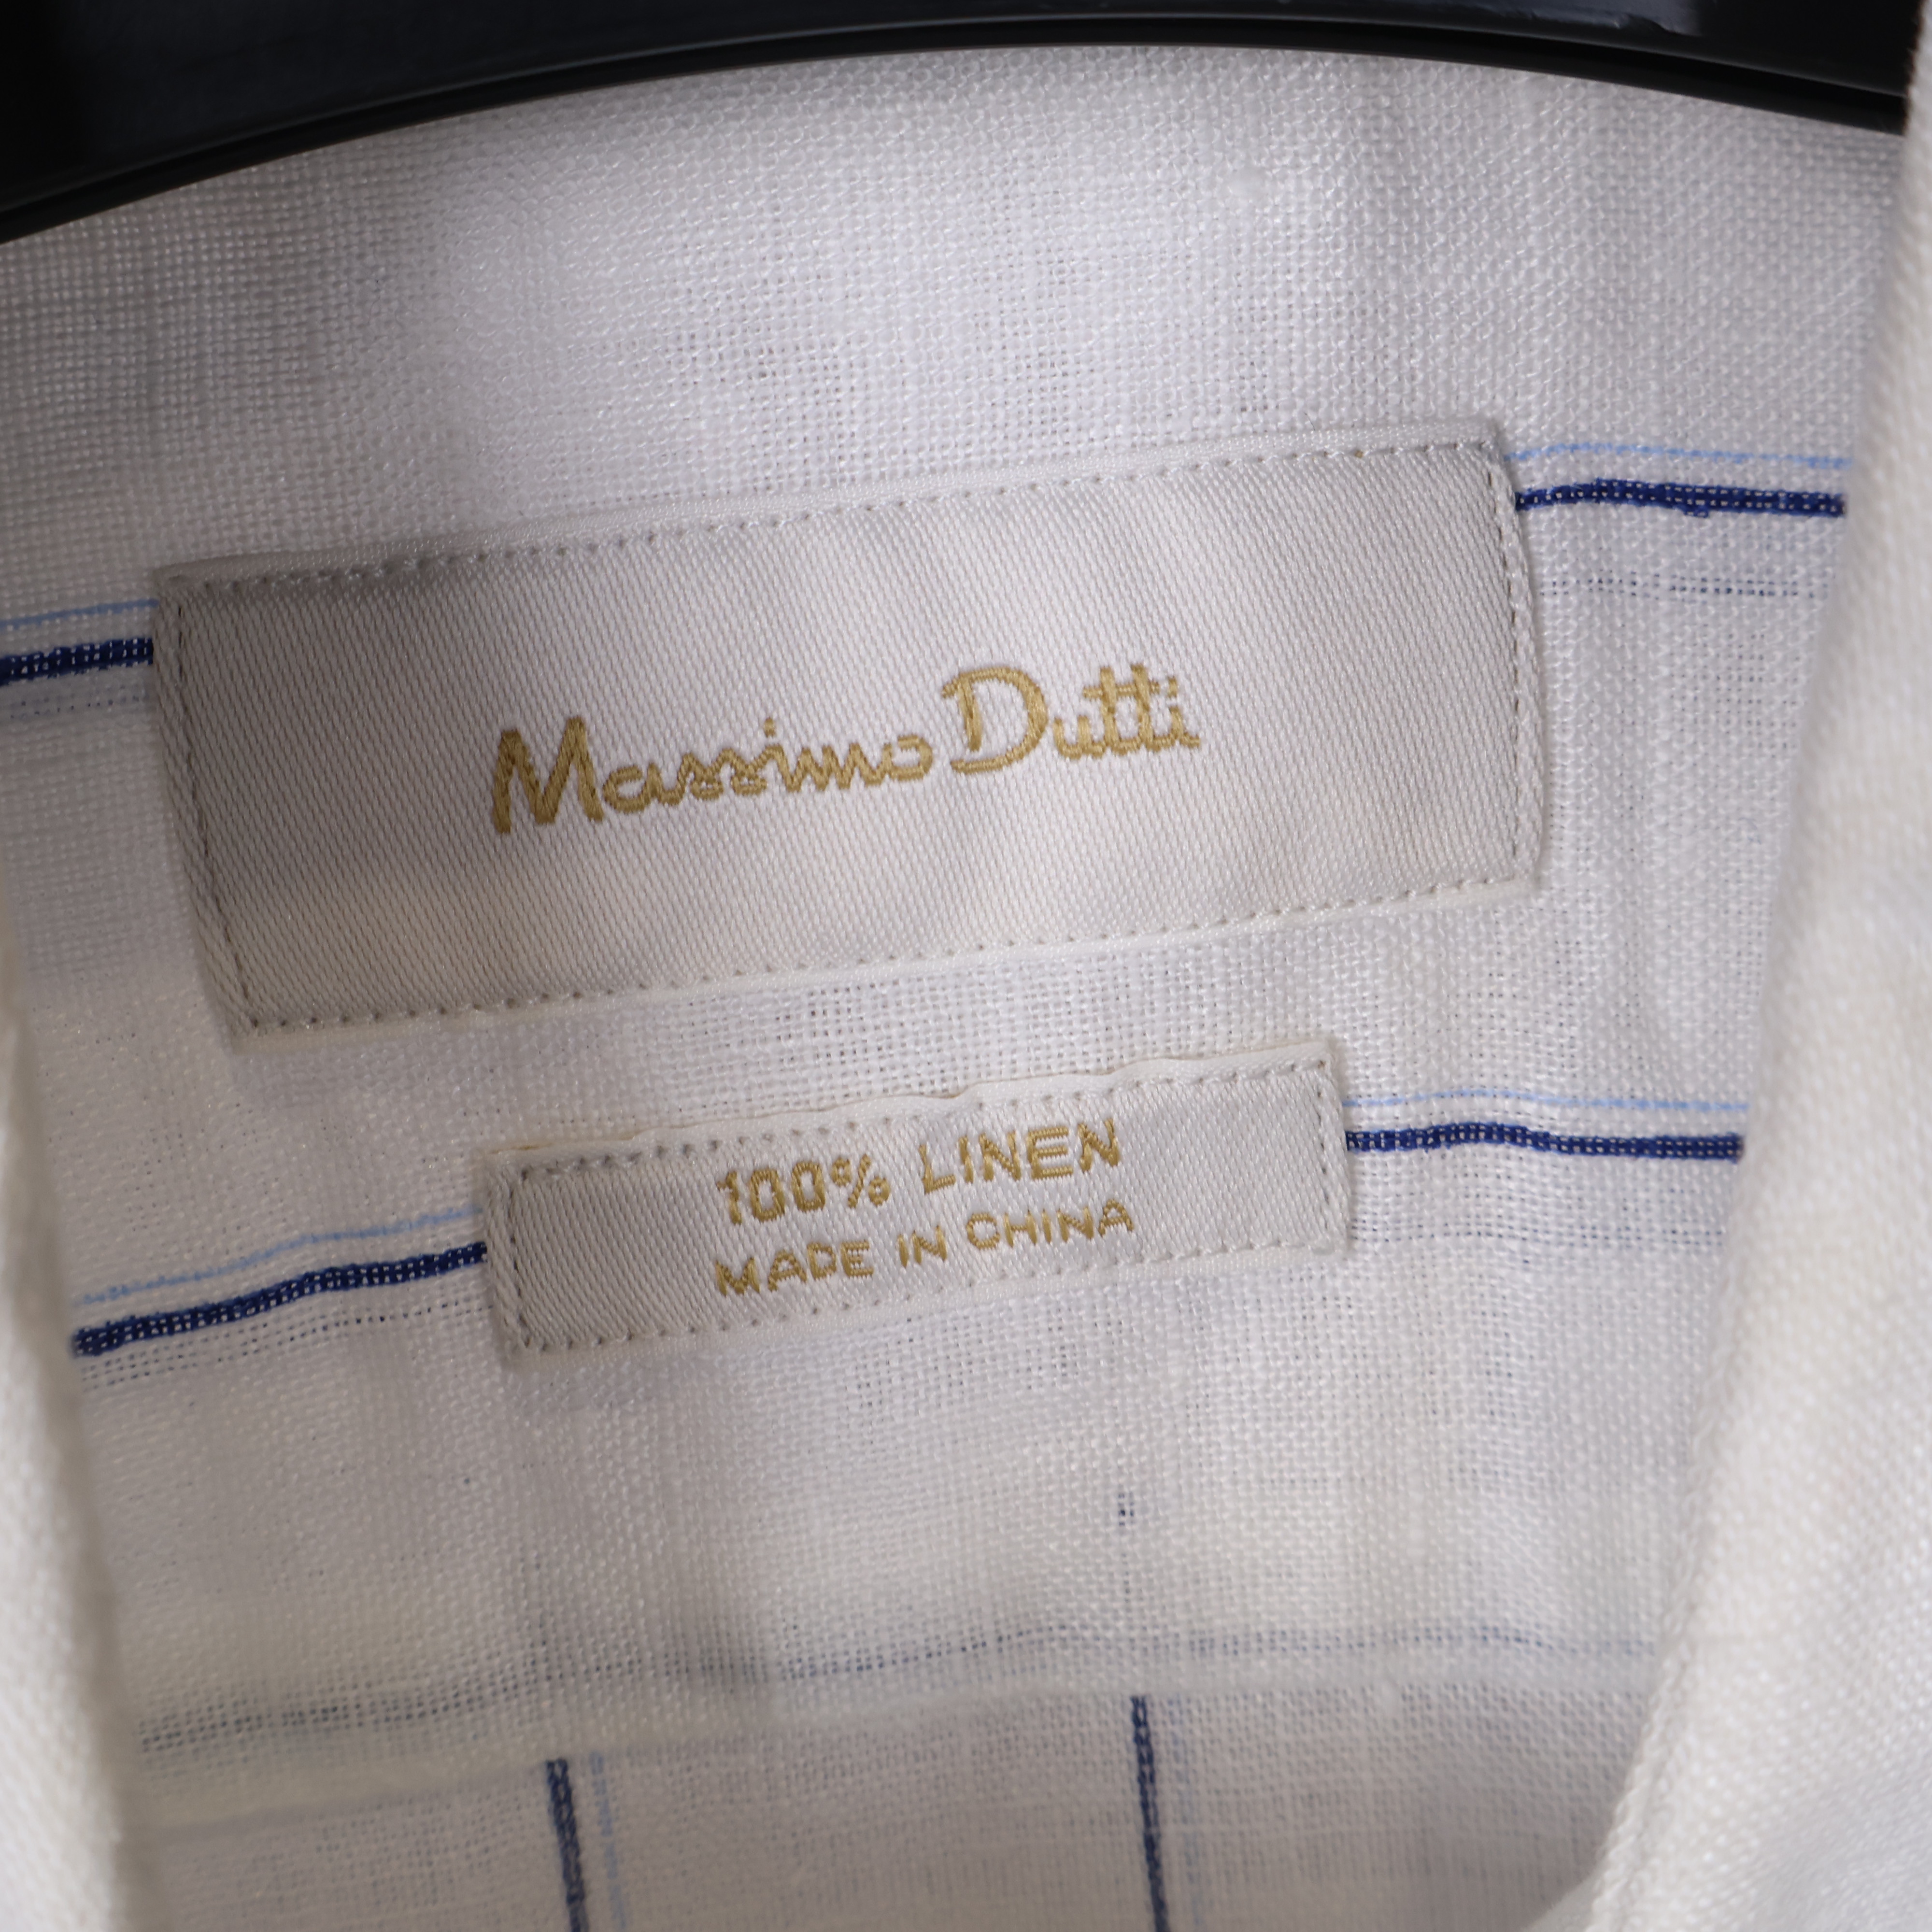 Massimo Dutti
100% LINEN
MADE IN CHINA